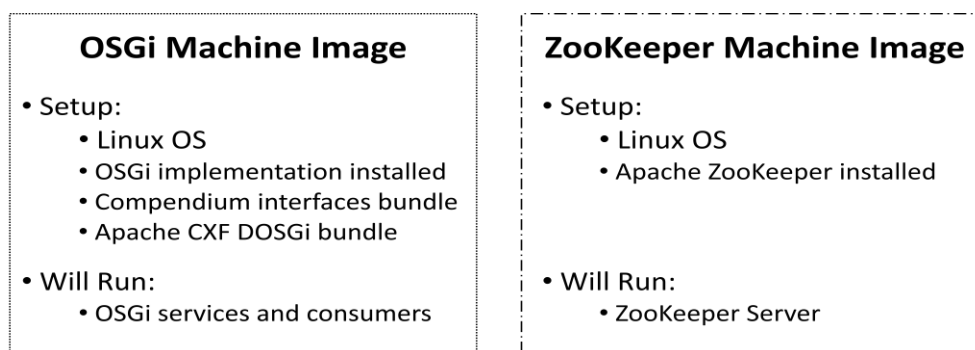 OSGi Machine Image
• Setup:
• Linux OS
• OSGi implementation installed
• Compendium interfaces bundle
• Apache CXF DOSGi bundle
• Will Run:
• OSGi services and consumers
ZooKeeper Machine Image
• Setup:
• Linux OS
• Apache ZooKeeper installed
• Will Run:
• ZooKeeper Server